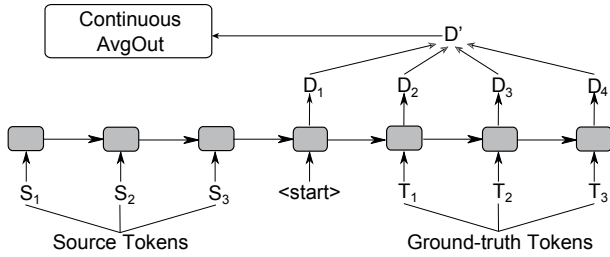 Continuous
AvgOut
D'
D1 D2 D3 D4
S1 S2 S3 <start> T1 T2 T3
Source Tokens Ground-truth Tokens